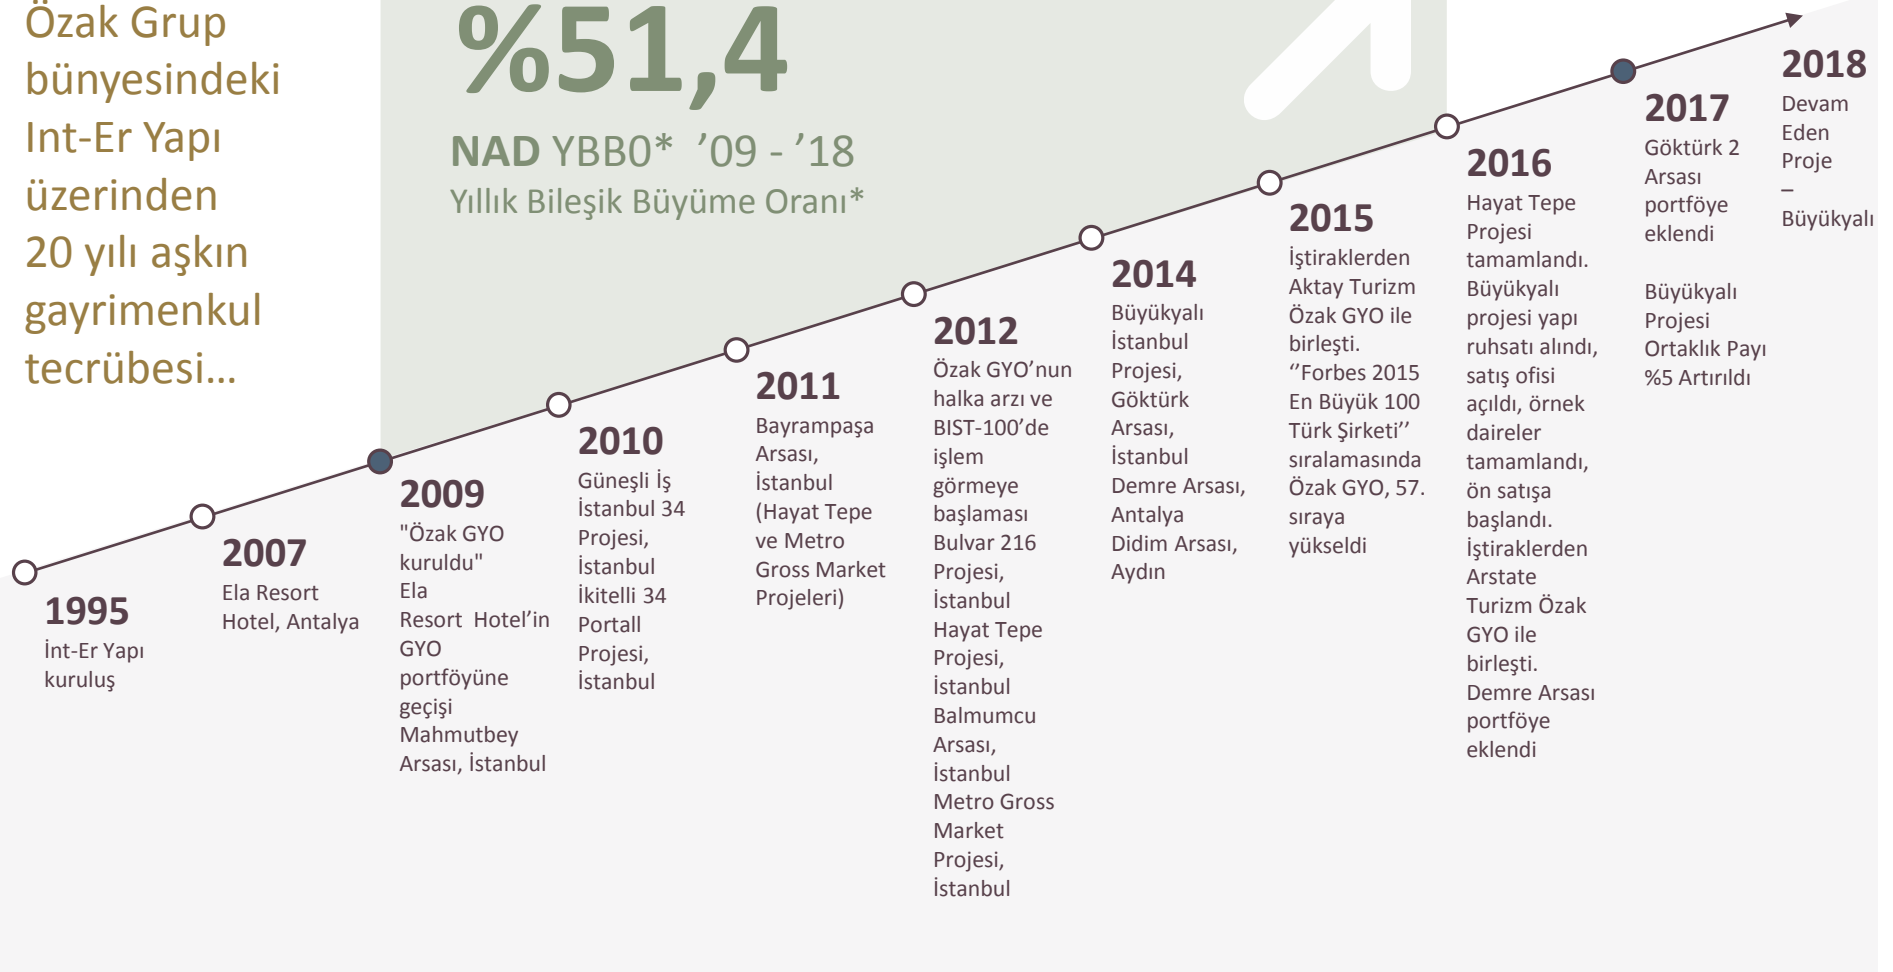 Özak Grup
bünyesindeki
Int-Er Yapı
üzerinden
20 yılı aşkın
gayrimenkul
tecrübesi...
%51,4
NAD YBB0* ’09 - ’18
Yıllık Bileşik Büyüme Oranı*
1995
İnt-Er Yapı
kuruluş
2007
Ela Resort
Hotel, Antalya
2009
"Özak GYO
kuruldu"
Ela
Resort Hotel’in
GYO
portföyüne
geçişi
Mahmutbey
Arsası, İstanbul
2010
Güneşli İş
İstanbul 34
Projesi,
İstanbul
İkitelli 34
Portall
Projesi,
İstanbul
2011
Bayrampaşa
Arsası,
İstanbul
(Hayat Tepe
ve Metro
Gross Market
Projeleri)
2012
Özak GYO’nun
halka arzı ve
BIST-100’de
işlem
görmeye
başlaması
Bulvar 216
Projesi,
İstanbul
Hayat Tepe
Projesi,
İstanbul
Balmumcu
Arsası,
İstanbul
Metro Gross
Market
Projesi,
İstanbul
2014
Büyükyalı
İstanbul
Projesi,
Göktürk
Arsası,
İstanbul
Demre Arsası,
Antalya
Didim Arsası,
Aydın
2015
İştiraklerden
Aktay Turizm
Özak GYO ile
birleşti.
‘’Forbes 2015
En Büyük 100
Türk Şirketi’’
sıralamasında
Özak GYO, 57.
sıraya
yükseldi
2016
Hayat Tepe
Projesi
tamamlandı.
Büyükyalı
projesi yapı
ruhsatı alındı,
satış ofisi
açıldı, örnek
daireler
tamamlandı,
ön satışa
başlandı.
İştiraklerden
Arstate
Turizm Özak
GYO ile
birleşti.
Demre Arsası
portföye
eklendi
2017
Göktürk 2
Arsası
portföye
eklendi
Büyükyalı
Projesi
Ortaklık Payı
%5 Artırıldı
2018
Devam
Eden
Proje
–
Büyükyalı